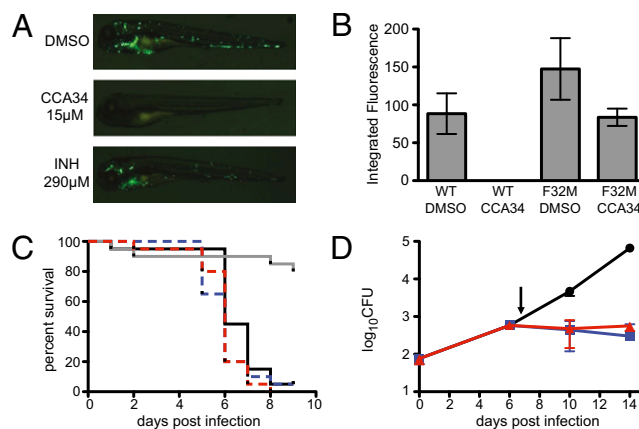 A
DMSO
CCA34
15µM
INH
290µM
B
Integrated Fluorescence
200
150
100
50
0
WT
DMSO
WT
CCA34
F32M
DMSO
F32M
CCA34
C
percent survival
100
80
60
40
20
0
0 2 4 6 8 10
days post infection
D
log10CFU
5
4
3
2
1
0 2 4 6 8 10 12 14
days post infection